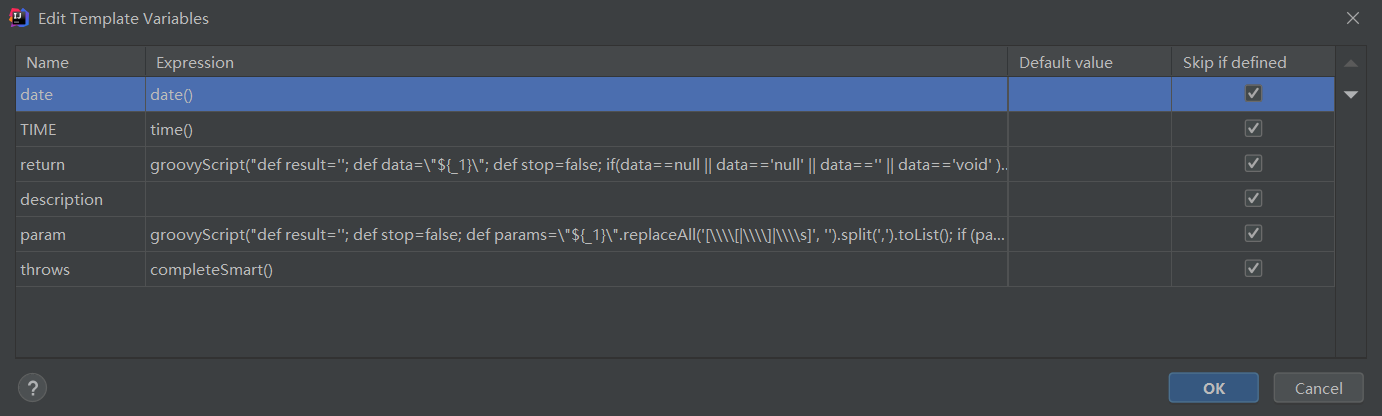 Edit Template Variables
Name Expression Default value Skip if defined
date date()
TIME time()
return groovyScript("def result=''; def data=\"${_1}\"; def stop=false; if(data==null || data=='null' || data=='' || data=='void' )...
description
param groovyScript("def result=''; def stop=false; def params=\"${_1}\".replaceAll('[\\\\[|\\\\]|\\\\s]', '').split(',').toList(); if (pa...
throws completeSmart()
? OK Cancel